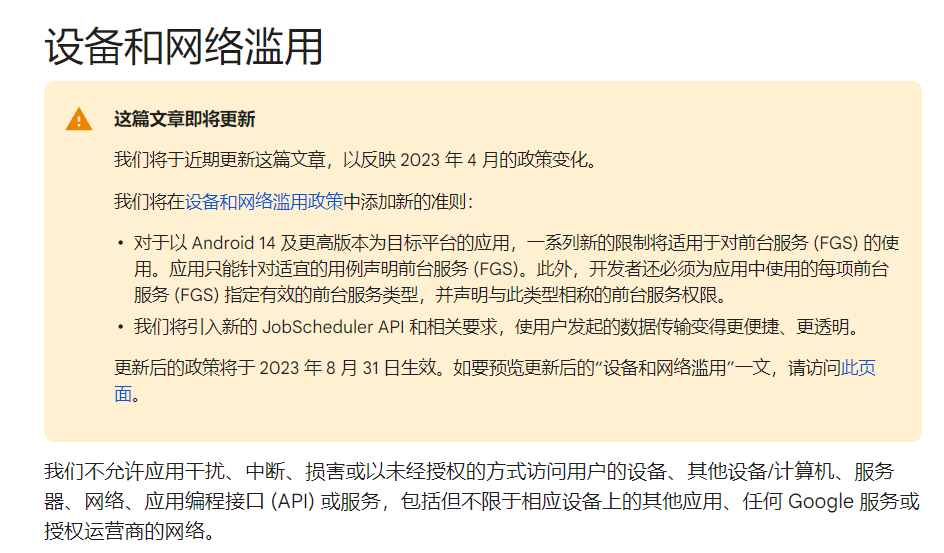 设备和网络滥用
这篇文章即将更新
我们将于近期更新这篇文章，以反映 2023 年 4 月的政策变化。
我们将在设备和网络滥用政策中添加新的准则：
• 对于以 Android 14 及更高版本为目标平台的应用，一系列新的限制将适用于对前台服务 (FGS) 的使
用。应用只能针对适宜的用例声明前台服务 (FGS)。此外，开发者还必须为应用中使用的每项前台
服务 (FGS) 指定有效的前台服务类型，并声明与此类型相称的前台服务权限。
• 我们将引入新的 JobScheduler API 和相关要求，使用户发起的数据传输变得更便捷、更透明。
更新后的政策将于 2023 年 8 月 31 日生效。如要预览更新后的“设备和网络滥用”一文，请访问此页
面。
我们不允许应用干扰、中断、损害或以未经授权的方式访问用户的设备、其他设备/计算机、服务
器、网络、应用编程接口 (API) 或服务，包括但不限于相应设备上的其他应用、任何 Google 服务或
授权运营商的网络。